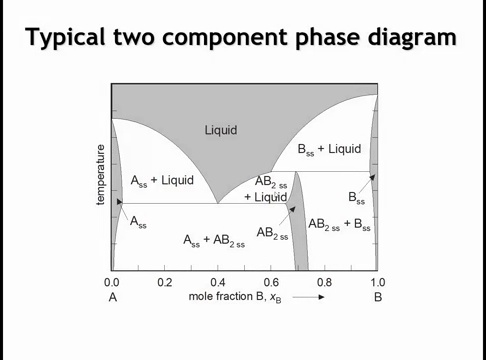 Typical two component phase diagram
Liquid
Bss + Liquid
Ass + Liquid
AB2 ss
+ Liquid
Bss
Ass
AB2 ss
AB2 ss + Bss
Ass + AB2 ss
temperature
0.0 0.2 0.4 0.6 0.8 1.0
A mole fraction B, xB B